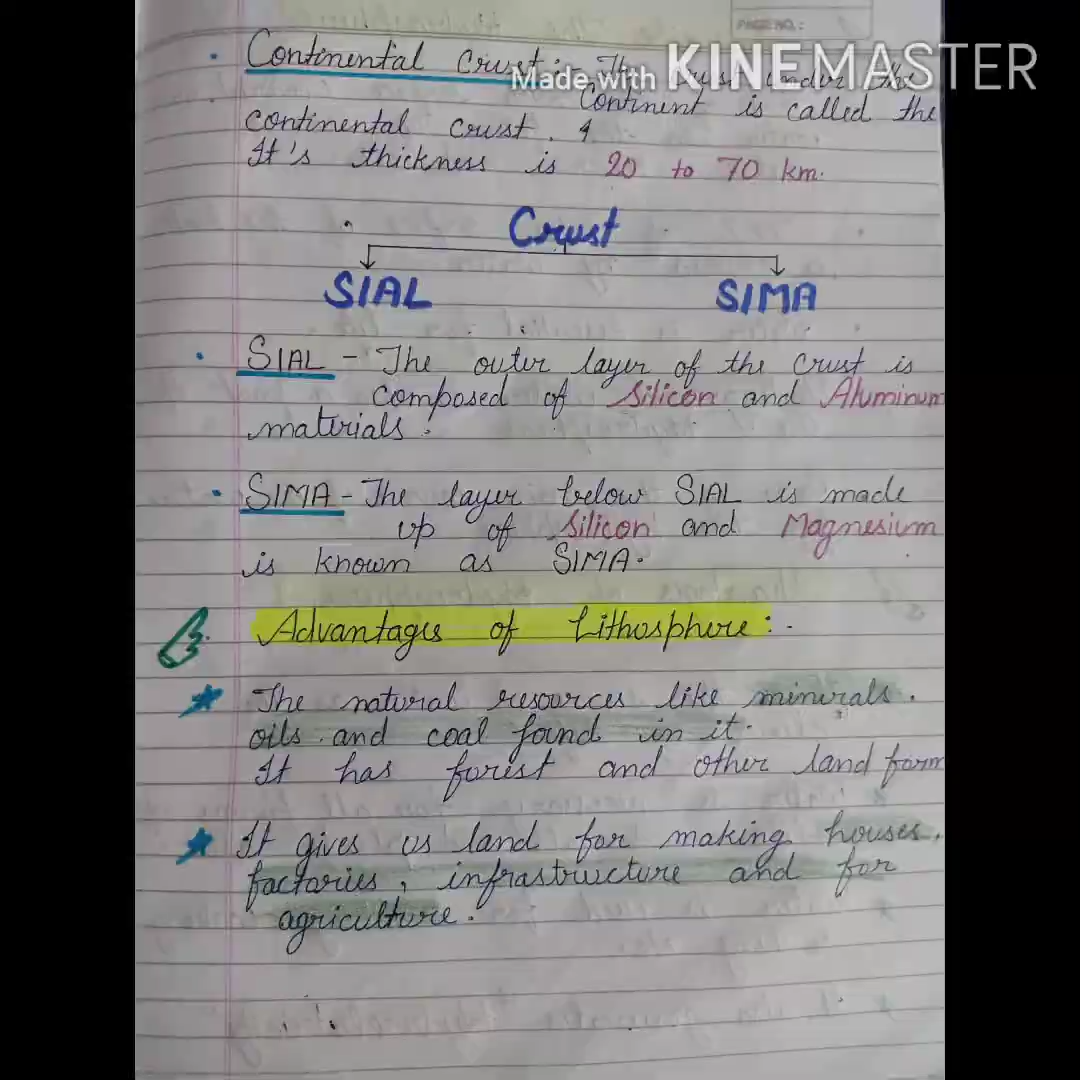 PAGE NO.:
Made with KINEMASTER
Continental Crust :- The crust under the
Continent is called the
continental crust.
It's thickness is 20 to 70 km.
Crust
SIAL SIMA
SIAL - The outer layer of the crust is
composed of Silicon and Aluminum
materials.
SIMA - The layer below SIAL is made
up of Silicon and Magnesium
is known as SIMA.
Advantages of Lithosphere :-
The natural resources like minerals.
oils and coal found in it.
It has forest and other land form
It gives us land for making houses,
factories, infrastructure and for
agriculture.